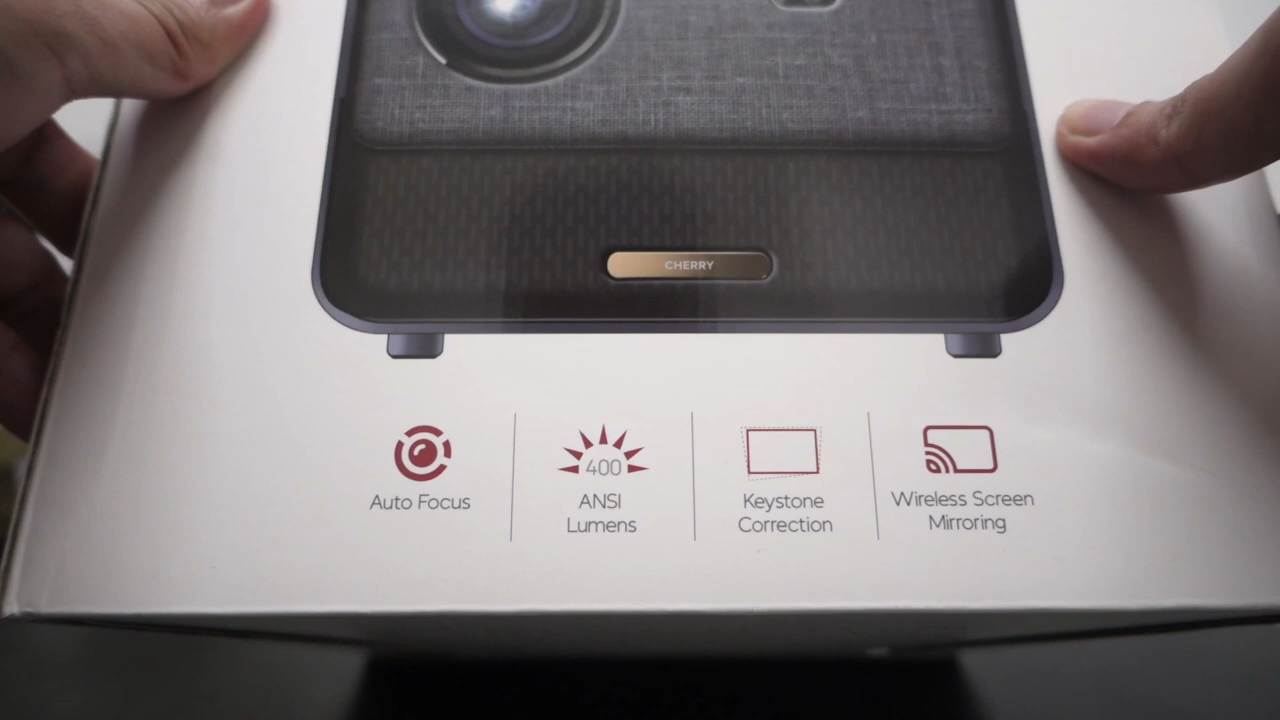 CHERRY
Auto Focus
400
ANSI
Lumens
Keystone
Correction
Wireless Screen
Mirroring